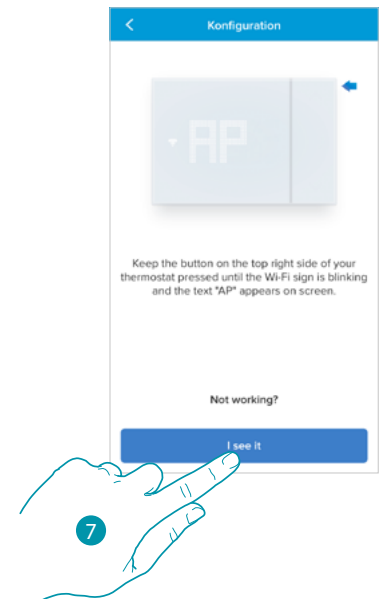 Konfiguration
AP
Keep the button on the top right side of your
thermostat pressed until the Wi-Fi sign is blinking
and the text "AP" appears on screen.
Not working?
I see it
7